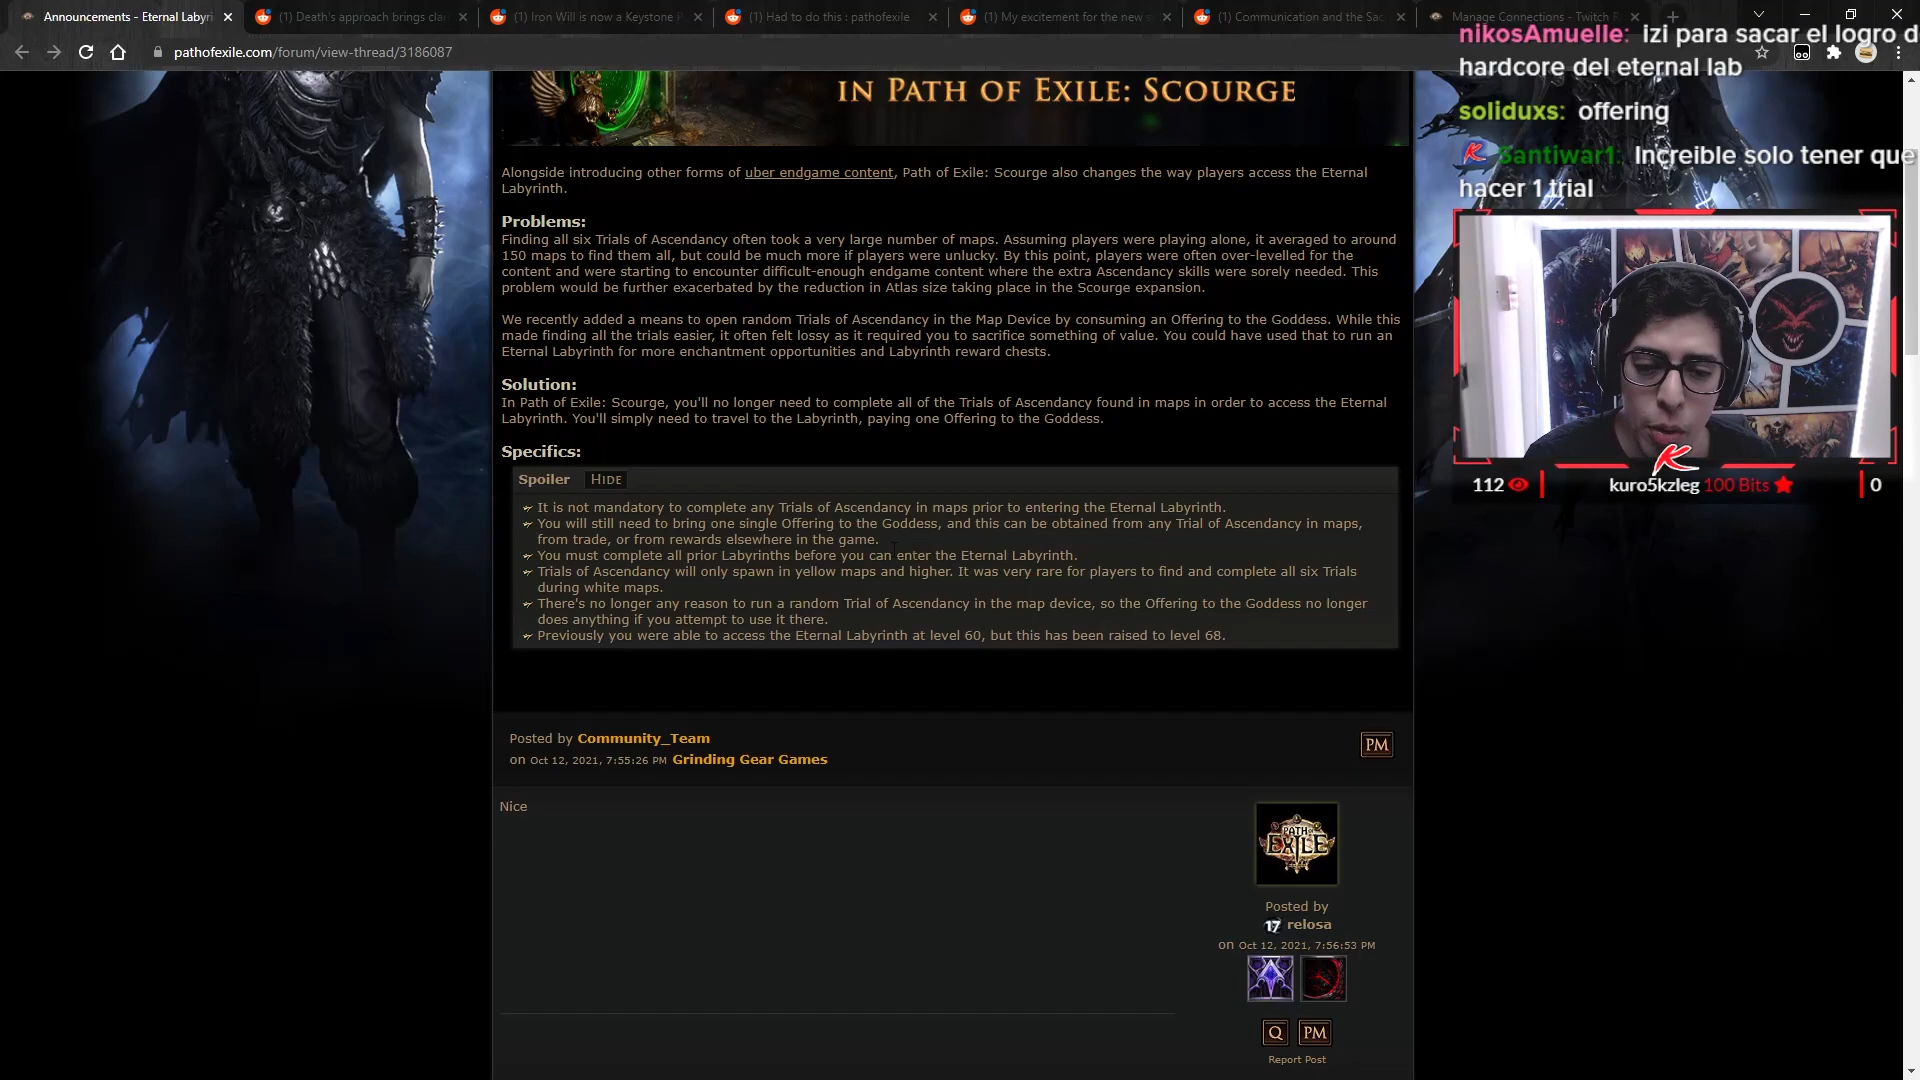 Announcements - Eternal Labyri
(1) Death's approach brings cla
(1) Iron Will is now a Keystone P
(1) Had to do this : pathofexile
(1) My excitement for the new s
(1) Communication and the Sac
Manage Connections - Twitch
pathofexile.com/forum/view-thread/3186087
nikosAmuelle: izi para sacar el logro d
hardcore del eternal lab
soliduxs: offering
Santiwar1: Increible solo tener que
hacer 1 trial
in Path of Exile: Scourge
Alongside introducing other forms of uber endgame content, Path of Exile: Scourge also changes the way players access the Eternal
Labyrinth.
Problems:
Finding all six Trials of Ascendancy often took a very large number of maps. Assuming players were playing alone, it averaged to around
150 maps to find them all, but could be much more if players were unlucky. By this point, players were often over-levelled for the
content and were starting to encounter difficult-enough endgame content where the extra Ascendancy skills were sorely needed. This
problem would be further exacerbated by the reduction in Atlas size taking place in the Scourge expansion.
We recently added a means to open random Trials of Ascendancy in the Map Device by consuming an Offering to the Goddess. While this
made finding all the trials easier, it often felt lossy as it required you to sacrifice something of value. You could have used that to run an
Eternal Labyrinth for more enchantment opportunities and Labyrinth reward chests.
Solution:
In Path of Exile: Scourge, you'll no longer need to complete all of the Trials of Ascendancy found in maps in order to access the Eternal
Labyrinth. You'll simply need to travel to the Labyrinth, paying one Offering to the Goddess.
Specifics:
Spoiler Hide
It is not mandatory to complete any Trials of Ascendancy in maps prior to entering the Eternal Labyrinth.
You will still need to bring one single Offering to the Goddess, and this can be obtained from any Trial of Ascendancy in maps,
from trade, or from rewards elsewhere in the game.
You must complete all prior Labyrinths before you can enter the Eternal Labyrinth.
Trials of Ascendancy will only spawn in yellow maps and higher. It was very rare for players to find and complete all six Trials
during white maps.
There's no longer any reason to run a random Trial of Ascendancy in the map device, so the Offering to the Goddess no longer
does anything if you attempt to use it there.
Previously you were able to access the Eternal Labyrinth at level 60, but this has been raised to level 68.
112
kuro5kzleg 100 Bits
0
Posted by Community_Team
on Oct 12, 2021, 7:55:26 PM Grinding Gear Games
PM
Nice
PATH OF
EXILE
Posted by
17 relosa
on Oct 12, 2021, 7:56:53 PM
Q PM
Report Post